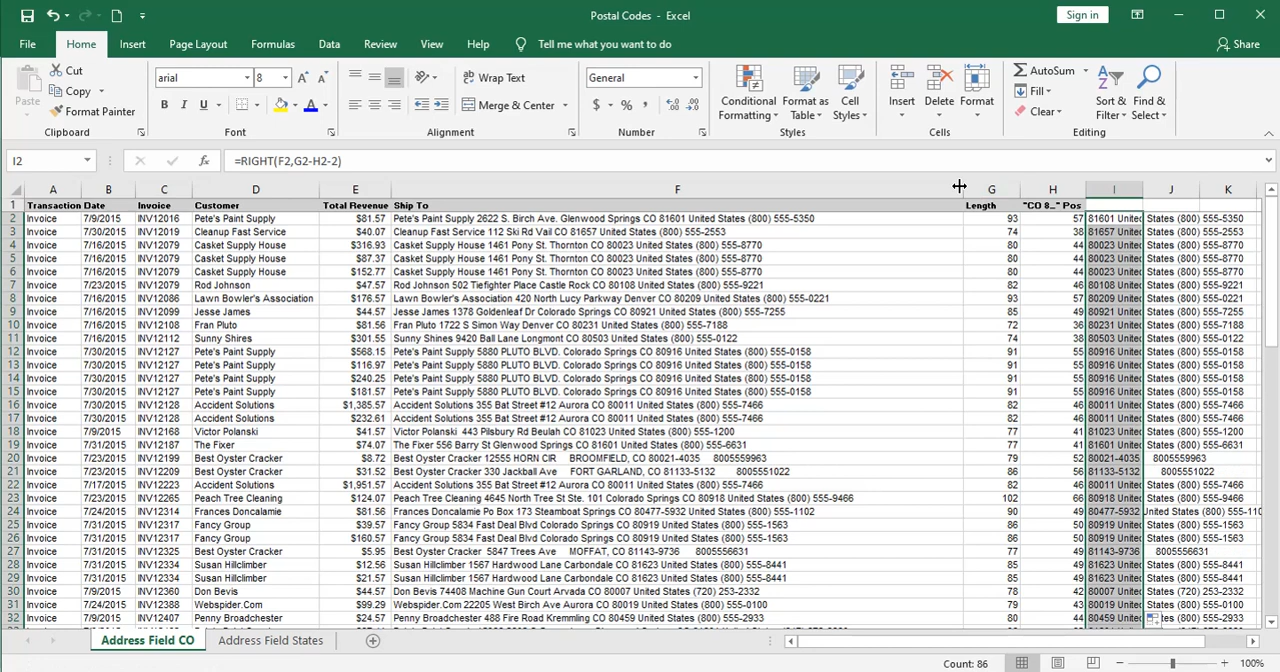 Postal Codes - Excel
Sign in
File Home Insert Page Layout Formulas Data Review View Help Tell me what you want to do Share
Paste Cut Copy Format Painter Clipboard
arial 8 B I U A Font
Wrap Text Merge & Center Alignment
General $ % , Number
Conditional Formatting Format as Table Cell Styles Styles
Insert Delete Format Cells
AutoSum Fill Clear Sort & Filter Find & Select Editing
I2 fx =RIGHT(F2,G2-H2-2)
A B C D E F G H I J K
1 Transaction Date Invoice Customer Total Revenue Ship To Length "CO 8_" Pos
2 Invoice 7/9/2015 INV12016 Pete's Paint Supply $81.57 Pete's Paint Supply 2622 S. Birch Ave. Glenwood Springs CO 81601 United States (800) 555-5350 93 57 81601 United States (800) 555-5350
3 Invoice 7/30/2015 INV12019 Cleanup Fast Service $40.07 Cleanup Fast Service 112 Ski Rd Vail CO 81657 United States (800) 555-2553 74 38 81657 United States (800) 555-2553
4 Invoice 7/16/2015 INV12079 Casket Supply House $316.93 Casket Supply House 1461 Pony St. Thornton CO 80023 United States (800) 555-8770 80 44 80023 United States (800) 555-8770
5 Invoice 7/16/2015 INV12079 Casket Supply House $87.37 Casket Supply House 1461 Pony St. Thornton CO 80023 United States (800) 555-8770 80 44 80023 United States (800) 555-8770
6 Invoice 7/16/2015 INV12079 Casket Supply House $152.77 Casket Supply House 1461 Pony St. Thornton CO 80023 United States (800) 555-8770 80 44 80023 United States (800) 555-8770
7 Invoice 7/23/2015 INV12079 Rod Johnson $47.57 Rod Johnson 502 Tiefighter Place Castle Rock CO 80108 United States (800) 555-9221 82 46 80108 United States (800) 555-9221
8 Invoice 7/16/2015 INV12086 Lawn Bowler's Association $176.57 Lawn Bowler's Association 420 North Lucy Parkway Denver CO 80209 United States (800) 555-0221 93 57 80209 United States (800) 555-0221
9 Invoice 7/16/2015 INV12099 Jesse James $44.57 Jesse James 1378 Goldenleaf Dr Colorado Springs CO 80921 United States (800) 555-7255 85 49 80921 United States (800) 555-7255
10 Invoice 7/16/2015 INV12108 Fran Pluto $81.56 Fran Pluto 1722 S Simon Way Denver CO 80231 United States (800) 555-7188 72 36 80231 United States (800) 555-7188
11 Invoice 7/16/2015 INV12112 Sunny Shires $301.55 Sunny Shines 9420 Ball Lane Longmont CO 80503 United States (800) 555-0122 74 38 80503 United States (800) 555-0122
12 Invoice 7/30/2015 INV12127 Pete's Paint Supply $568.15 Pete's Paint Supply 5880 PLUTO BLVD. Colorado Springs CO 80916 United States (800) 555-0158 91 55 80916 United States (800) 555-0158
13 Invoice 7/30/2015 INV12127 Pete's Paint Supply $116.97 Pete's Paint Supply 5880 PLUTO BLVD. Colorado Springs CO 80916 United States (800) 555-0158 91 55 80916 United States (800) 555-0158
14 Invoice 7/30/2015 INV12127 Pete's Paint Supply $240.25 Pete's Paint Supply 5880 PLUTO BLVD. Colorado Springs CO 80916 United States (800) 555-0158 91 55 80916 United States (800) 555-0158
15 Invoice 7/30/2015 INV12127 Pete's Paint Supply $181.57 Pete's Paint Supply 5880 PLUTO BLVD. Colorado Springs CO 80916 United States (800) 555-0158 91 55 80916 United States (800) 555-0158
16 Invoice 7/30/2015 INV12128 Accident Solutions $1,385.57 Accident Solutions 355 Bat Street #12 Aurora CO 80011 United States (800) 555-7466 82 46 80011 United States (800) 555-7466
17 Invoice 7/30/2015 INV12128 Accident Solutions $232.61 Accident Solutions 355 Bat Street #12 Aurora CO 80011 United States (800) 555-7466 82 46 80011 United States (800) 555-7466
18 Invoice 7/9/2015 INV12168 Victor Polanski $41.57 Victor Polanski 443 Pilsbury Rd Beulah CO 81023 United States (800) 555-1200 77 41 81023 United States (800) 555-1200
19 Invoice 7/31/2015 INV12187 The Fixer $74.07 The Fixer 556 Barry St Glenwood Springs CO 81601 United States (800) 555-6631 77 41 81601 United States (800) 555-6631
20 Invoice 7/23/2015 INV12199 Best Oyster Cracker $8.72 Best Oyster Cracker 12555 HORN CIR BROOMFIELD, CO 80021-4035 8005559963 79 52 80021-4035 8005559963
21 Invoice 7/23/2015 INV12209 Best Oyster Cracker $31.52 Best Oyster Cracker 330 Jackball Ave FORT GARLAND, CO 81133-5132 8005551022 86 56 81133-5132 8005551022
22 Invoice 7/17/2015 INV12223 Accident Solutions $1,951.57 Accident Solutions 355 Bat Street #12 Aurora CO 80011 United States (800) 555-7466 82 46 80011 United States (800) 555-7466
23 Invoice 7/23/2015 INV12265 Peach Tree Cleaning $124.07 Peach Tree Cleaning 4645 North Tree St Ste. 101 Colorado Springs CO 80918 United States (800) 555-9466 102 66 80918 United States (800) 555-9466
24 Invoice 7/24/2015 INV12314 Frances Doncalamie $81.56 Frances Doncamie Po Box 173 Steamboat Springs CO 80477-5932 United States (800) 555-1102 90 49 80477-5932 United States (800) 555-110
25 Invoice 7/31/2015 INV12317 Fancy Group $39.57 Fancy Group 5834 Fast Deal Blvd Colorado Springs CO 80919 United States (800) 555-1563 86 50 80919 United States (800) 555-1563
26 Invoice 7/31/2015 INV12317 Fancy Group $160.57 Fancy Group 5834 Fast Deal Blvd Colorado Springs CO 80919 United States (800) 555-1563 86 50 80919 United States (800) 555-1563
27 Invoice 7/31/2015 INV12325 Best Oyster Cracker $5.95 Best Oyster Cracker 5847 Trees Ave MOFFAT, CO 81143-9736 8005556631 77 49 81143-9736 8005556631
28 Invoice 7/31/2015 INV12334 Susan Hillclimber $12.56 Susan Hillclimber 1567 Hardwood Lane Carbondale CO 81623 United States (800) 555-8441 85 49 81623 United States (800) 555-8441
29 Invoice 7/31/2015 INV12334 Susan Hillclimber $21.57 Susan Hillclimber 1567 Hardwood Lane Carbondale CO 81623 United States (800) 555-8441 85 49 81623 United States (800) 555-8441
30 Invoice 7/31/2015 INV12360 Don Bevis $44.57 Don Bevis 74408 Machine Gun Court Arvada CO 80007 United States (720) 253-2332 78 42 80007 United States (720) 253-2332
31 Invoice 7/24/2015 INV12388 Webspider.Com $99.29 Webspider.Com 22205 West Birch Ave Aurora CO 80019 United States (800) 555-0100 79 43 80019 United States (800) 555-0100
32 Invoice 7/31/2015 INV12407 Penny Broadchester $24.57 Penny Broadchester 488 Fire Road Kremmling CO 80459 United States (800) 555-2933 80 44 80459 United States (800) 555-2933
Address Field CO Address Field States
Count: 86 100%